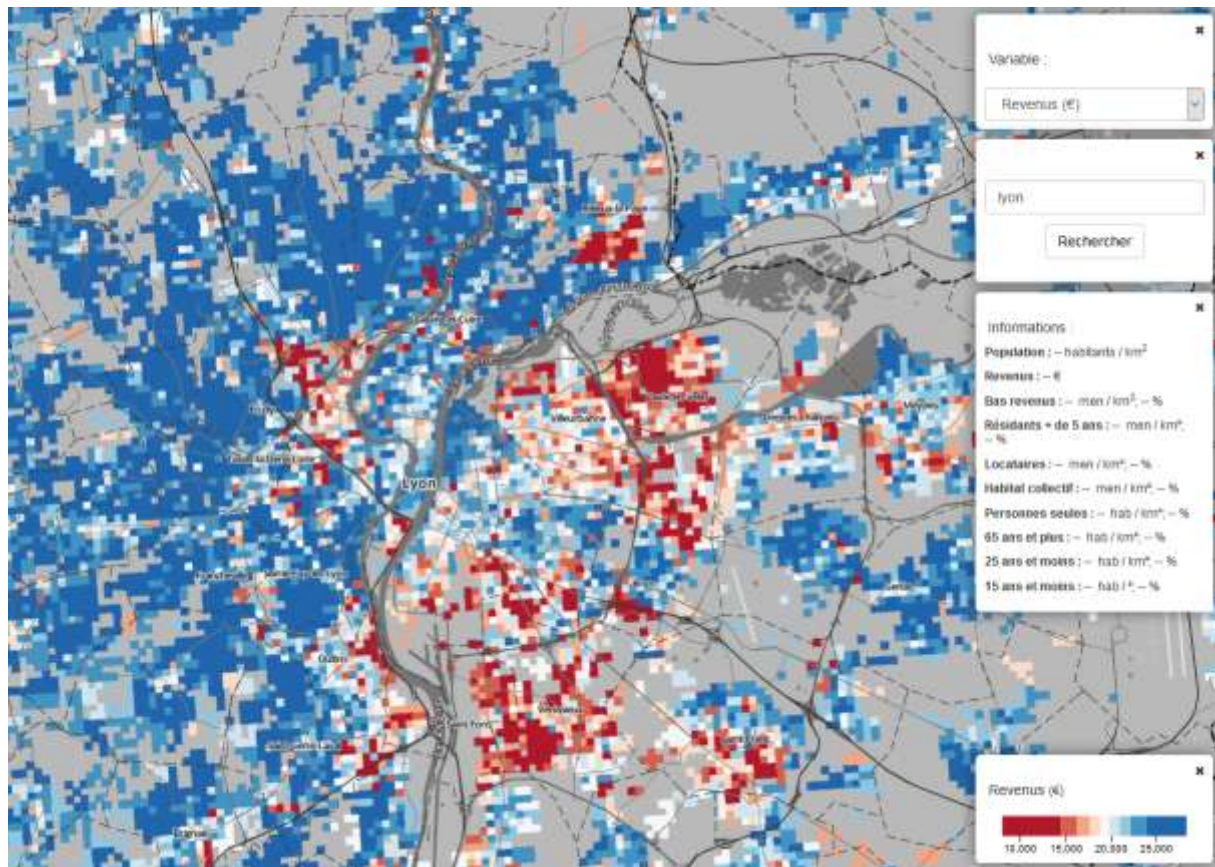 Variable :
Revenus (€)
lyon
Rechercher
Informations
Population : -- habitants / km²
Revenus : -- €
Bas revenus : -- men / km²; -- %
Résidants + de 5 ans : -- men / km²;
-- %
Locataires : -- men / km²; -- %
Habitat collectif : -- men / km²; -- %
Personnes seules : -- hab / km²; -- %
65 ans et plus : -- hab / km²; -- %
25 ans et moins : -- hab / km²; -- %
15 ans et moins : -- hab / ²; -- %
Villeurbanne
Meyzieu
Lyon
Oullins
Saint Fons
Vénissieux
Revenus (€)
10.000 15.000 20.000 25.000